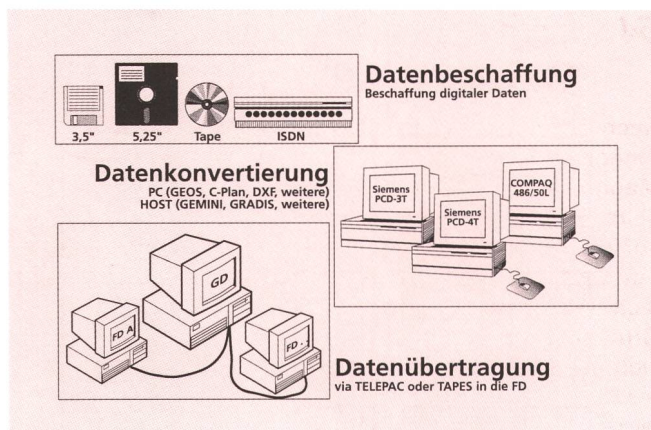 Datenbeschaffung
Beschaffung digitaler Daten
3,5" 5,25" Tape ISDN
Datenkonvertierung
PC (GEOS, C-Plan, DXF, weitere)
HOST (GEMINI, GRADIS, weitere)
Siemens
PCD-3T
Siemens
PCD-4T
COMPAQ
486/50L
GD
FD A
FD . .
Datenübertragung
via TELEPAC oder TAPES in die FD